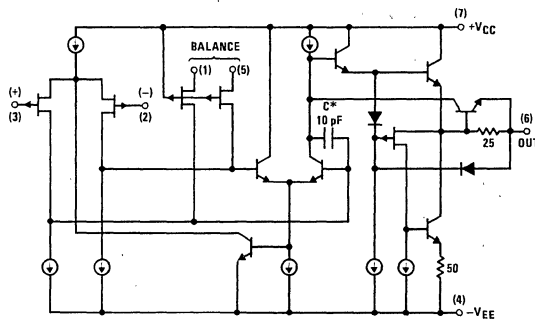 (7)
+VCC
BALANCE
(1) (5)
(+)
(3)
(−)
(2)
C*
10 pF
(6)
OUT
25
50
(4)
−VEE